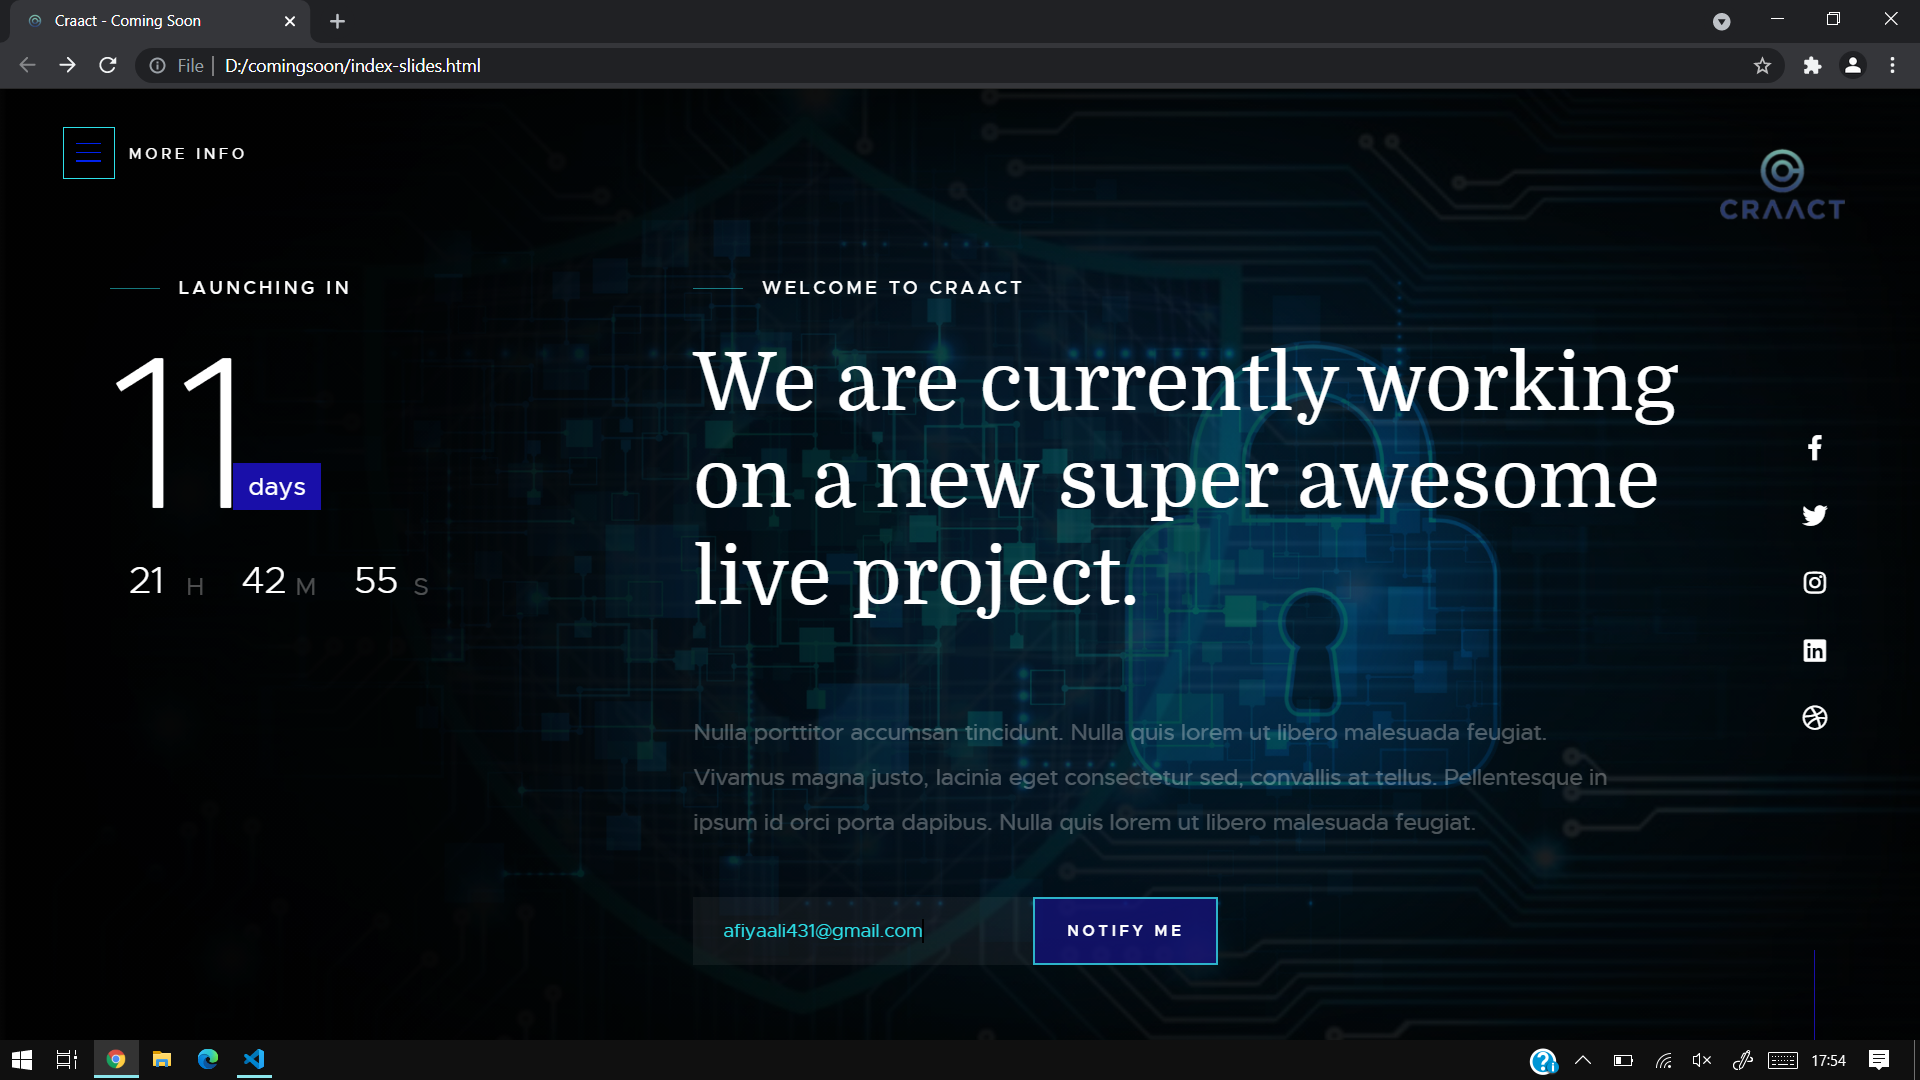 Craact - Coming Soon
File | D:/comingsoon/index-slides.html
MORE INFO
CRAACT
LAUNCHING IN
11 days
21 H 42 M 55 S
WELCOME TO CRAACT
We are currently working
on a new super awesome
live project.
Nulla porttitor accumsan tincidunt. Nulla quis lorem ut libero malesuada feugiat.
Vivamus magna justo, lacinia eget consectetur sed, convallis at tellus. Pellentesque in
ipsum id orci porta dapibus. Nulla quis lorem ut libero malesuada feugiat.
afiyaali431@gmail.com
NOTIFY ME
17:54